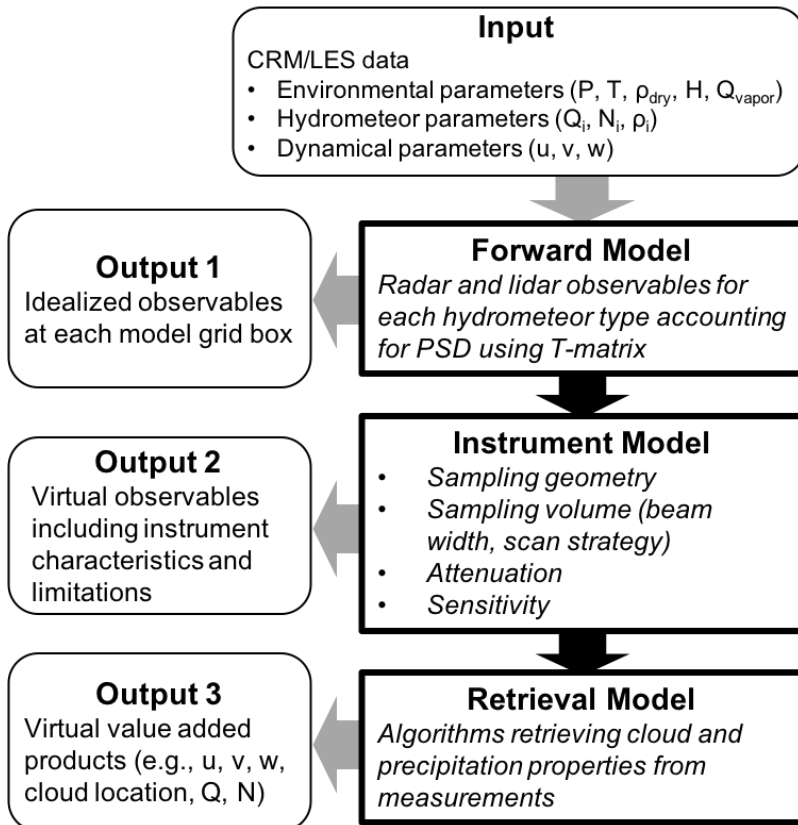 Input
CRM/LES data
• Environmental parameters (P, T, ρdry, H, Qvapor)
• Hydrometeor parameters (Qi, Ni, ρi)
• Dynamical parameters (u, v, w)
Output 1
Idealized observables
at each model grid box
Forward Model
Radar and lidar observables for
each hydrometeor type accounting
for PSD using T-matrix
Output 2
Virtual observables
including instrument
characteristics and
limitations
Instrument Model
• Sampling geometry
• Sampling volume (beam
width, scan strategy)
• Attenuation
• Sensitivity
Output 3
Virtual value added
products (e.g., u, v, w,
cloud location, Q, N)
Retrieval Model
Algorithms retrieving cloud and
precipitation properties from
measurements